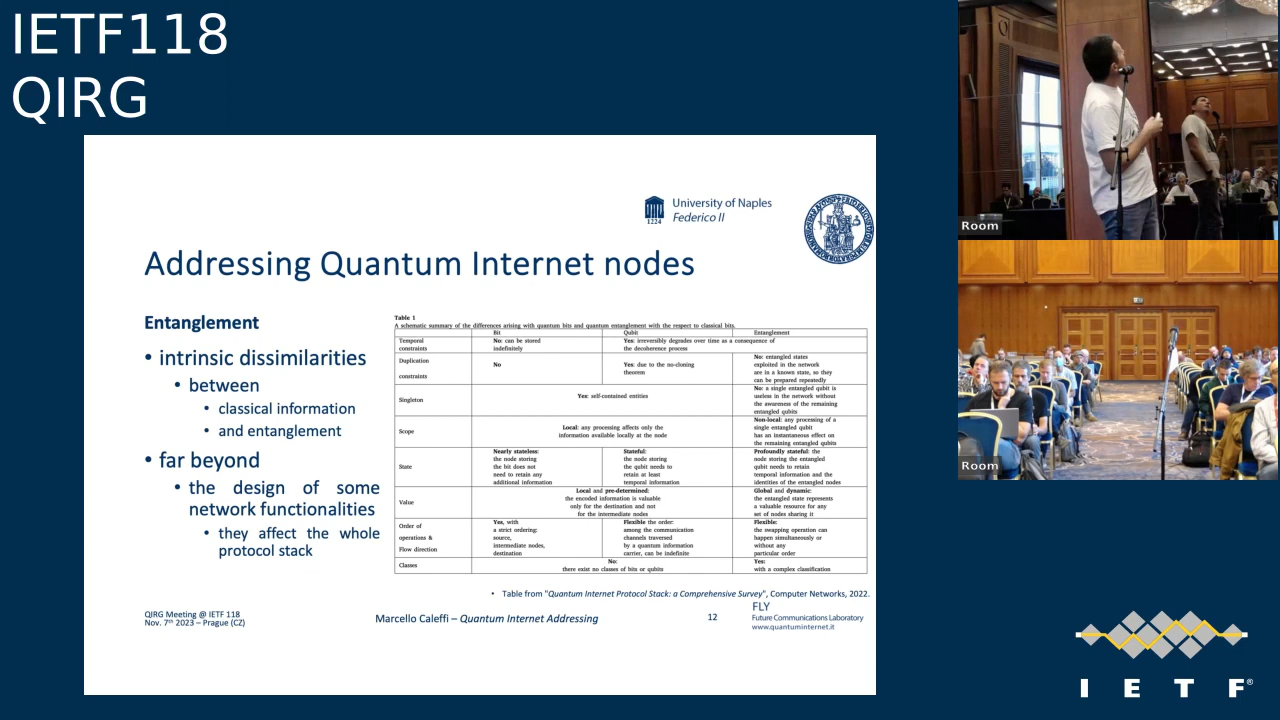 IETF118
QIRG
University of Naples
Federico II
1224
Addressing Quantum Internet nodes
Entanglement
• intrinsic dissimilarities
• between
• classical information
• and entanglement
• far beyond
• the design of some
network functionalities
• they affect the whole
protocol stack
Table 1
A schematic summary of the differences arising with quantum bits and quantum entanglement with the respect to classical bits.
Bit Qubit Entanglement
Temporal
constraints
No: can be stored
indefinitely
Yes: irreversibly degrades over time as a consequence of
the decoherence process
Duplication
constraints
No
Yes: due to the no-cloning
theorem
No: entangled states
exploited in the network
are in a known state, so they
can be prepared repeatedly
Singleton
Yes: self-contained entities
No: a single entangled qubit is
useless in the network without
the awareness of the remaining
entangled qubits
Scope
Local: any processing affects only the
information available locally at the node
Non-local: any processing of a
single entangled qubit
has an instantaneous effect on
the remaining entangled qubits
State
Nearly stateless:
the node storing
the bit does not
need to retain any
additional information
Stateful:
the node storing
the qubit needs to
retain at least
temporal information
Profoundly stateful: the
node storing the entangled
qubit needs to retain
temporal information and the
identities of the entangled nodes
Value
Local and pre-determined:
the encoded information is valuable
only for the destination and not
for the intermediate nodes
Global and dynamic:
the entangled state represents
a valuable resource for any
set of nodes sharing it
Order of
operations &
Flow direction
Yes, with
a strict ordering:
source,
intermediate nodes,
destination
Flexible the order:
among the communication
channels traversed
by a quantum information
carrier, can be indefinite
Flexible:
the swapping operation can
happen simultaneously or
without any
particular order
Classes
No:
there exist no classes of bits or qubits
Yes:
with a complex classification
• Table from "Quantum Internet Protocol Stack: a Comprehensive Survey", Computer Networks, 2022.
QIRG Meeting @ IETF 118
Nov. 7th 2023 – Prague (CZ)
Marcello Caleffi – Quantum Internet Addressing
12
FLY
Future Communications Laboratory
www.quantuminternet.it
Room
Room
I E T F®